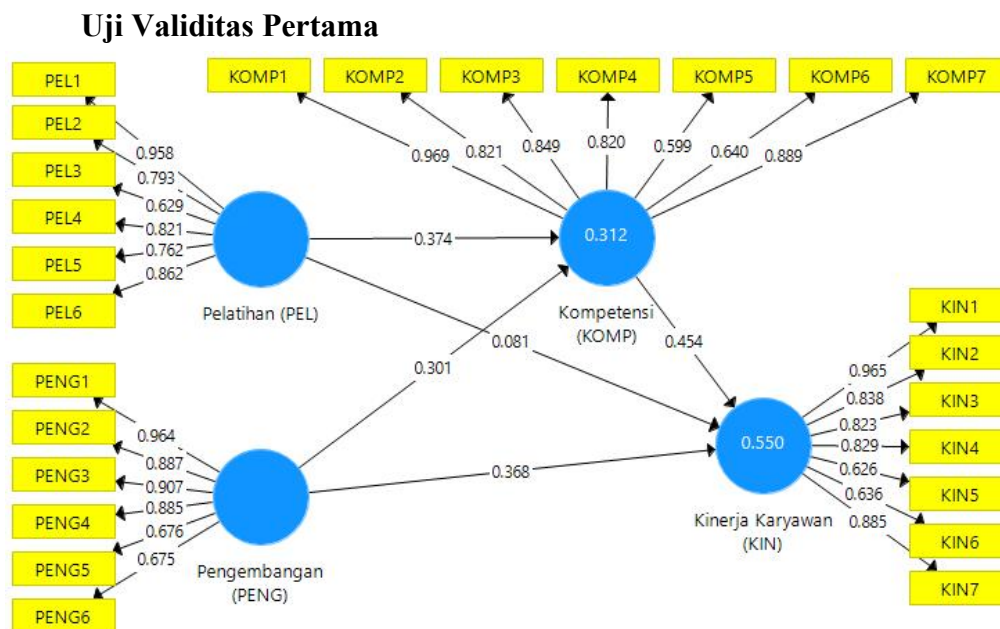 Uji Validitas Pertama
PEL1
PEL2
PEL3
PEL4
PEL5
PEL6
0.958
0.793
0.629
0.821
0.762
0.862
Pelatihan (PEL)
KOMP1
KOMP2
KOMP3
KOMP4
KOMP5
KOMP6
KOMP7
0.969
0.821
0.849
0.820
0.599
0.640
0.889
0.374
0.312
Kompetensi
(KOMP)
0.081
0.301
0.454
PENG1
PENG2
PENG3
PENG4
PENG5
PENG6
0.964
0.887
0.907
0.885
0.676
0.675
Pengembangan
(PENG)
0.368
0.550
Kinerja Karyawan
(KIN)
0.965
0.838
0.823
0.829
0.626
0.636
0.885
KIN1
KIN2
KIN3
KIN4
KIN5
KIN6
KIN7